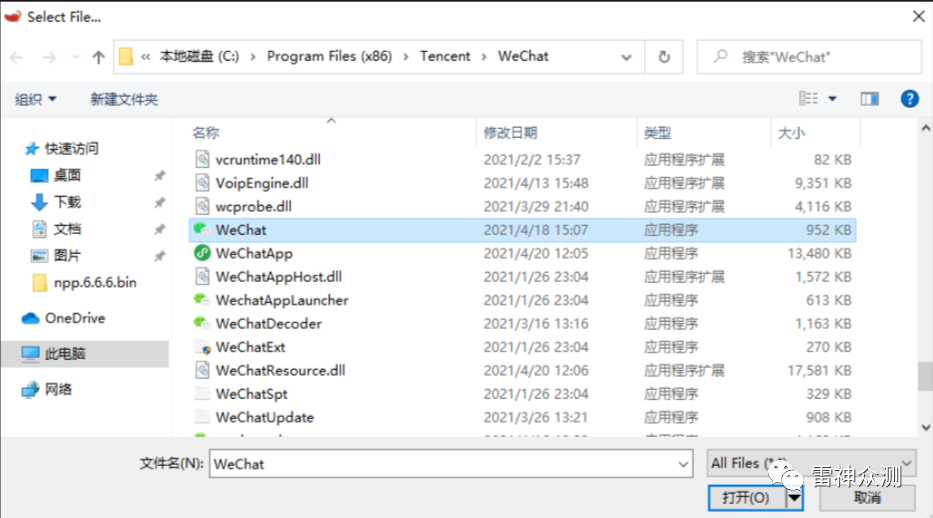 Select File...
« 本地磁盘 (C:) › Program Files (x86) › Tencent › WeChat
搜索"WeChat"
组织 新建文件夹
名称 修改日期 类型 大小
快速访问
桌面
下载
文档
图片
npp.6.6.6.bin
OneDrive
此电脑
网络
vcruntime140.dll 2021/2/2 15:37 应用程序扩展 82 KB
VoipEngine.dll 2021/4/13 15:48 应用程序扩展 9,351 KB
wcprobe.dll 2021/3/29 21:40 应用程序扩展 4,116 KB
WeChat 2021/4/18 15:07 应用程序 952 KB
WeChatApp 2021/4/20 12:05 应用程序 13,480 KB
WeChatAppHost.dll 2021/1/26 23:04 应用程序扩展 1,572 KB
WechatAppLauncher 2021/1/26 23:04 应用程序 613 KB
WeChatDecoder 2021/3/16 13:16 应用程序 1,163 KB
WeChatExt 2021/1/26 23:04 应用程序 270 KB
WeChatResource.dll 2021/4/20 12:06 应用程序扩展 17,581 KB
WeChatSpt 2021/1/26 23:04 应用程序 329 KB
WeChatUpdate 2021/3/26 13:21 应用程序 908 KB
文件名(N): WeChat
All Files
雷神众测
打开(O) 取消